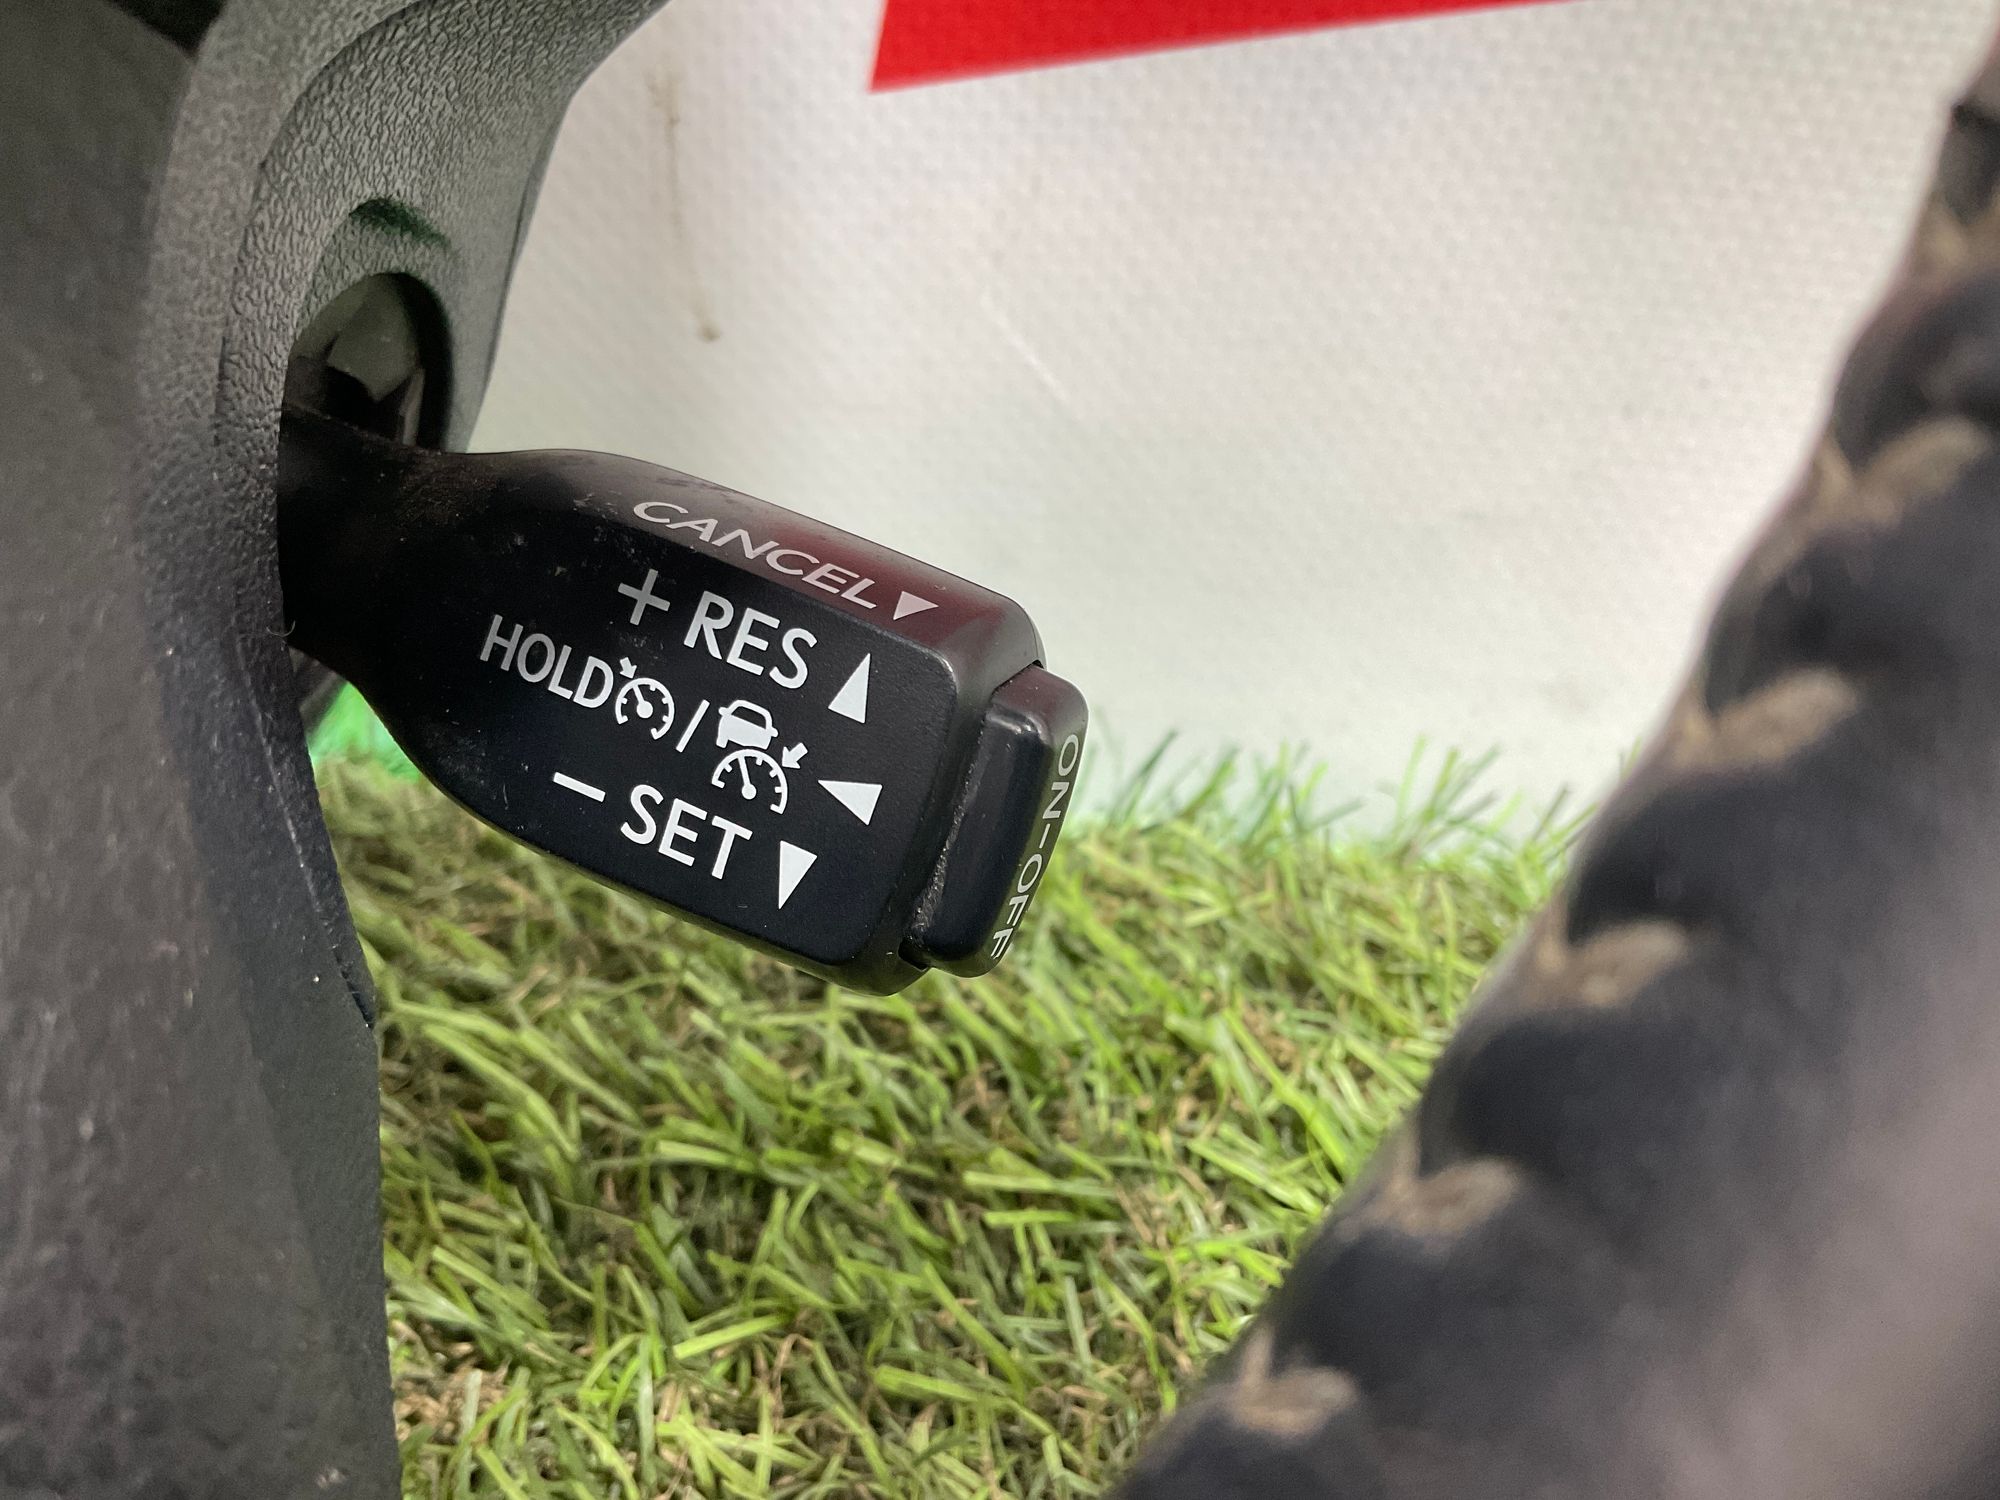 CANCEL
+ RES
HOLD /
- SET
ON-OFF